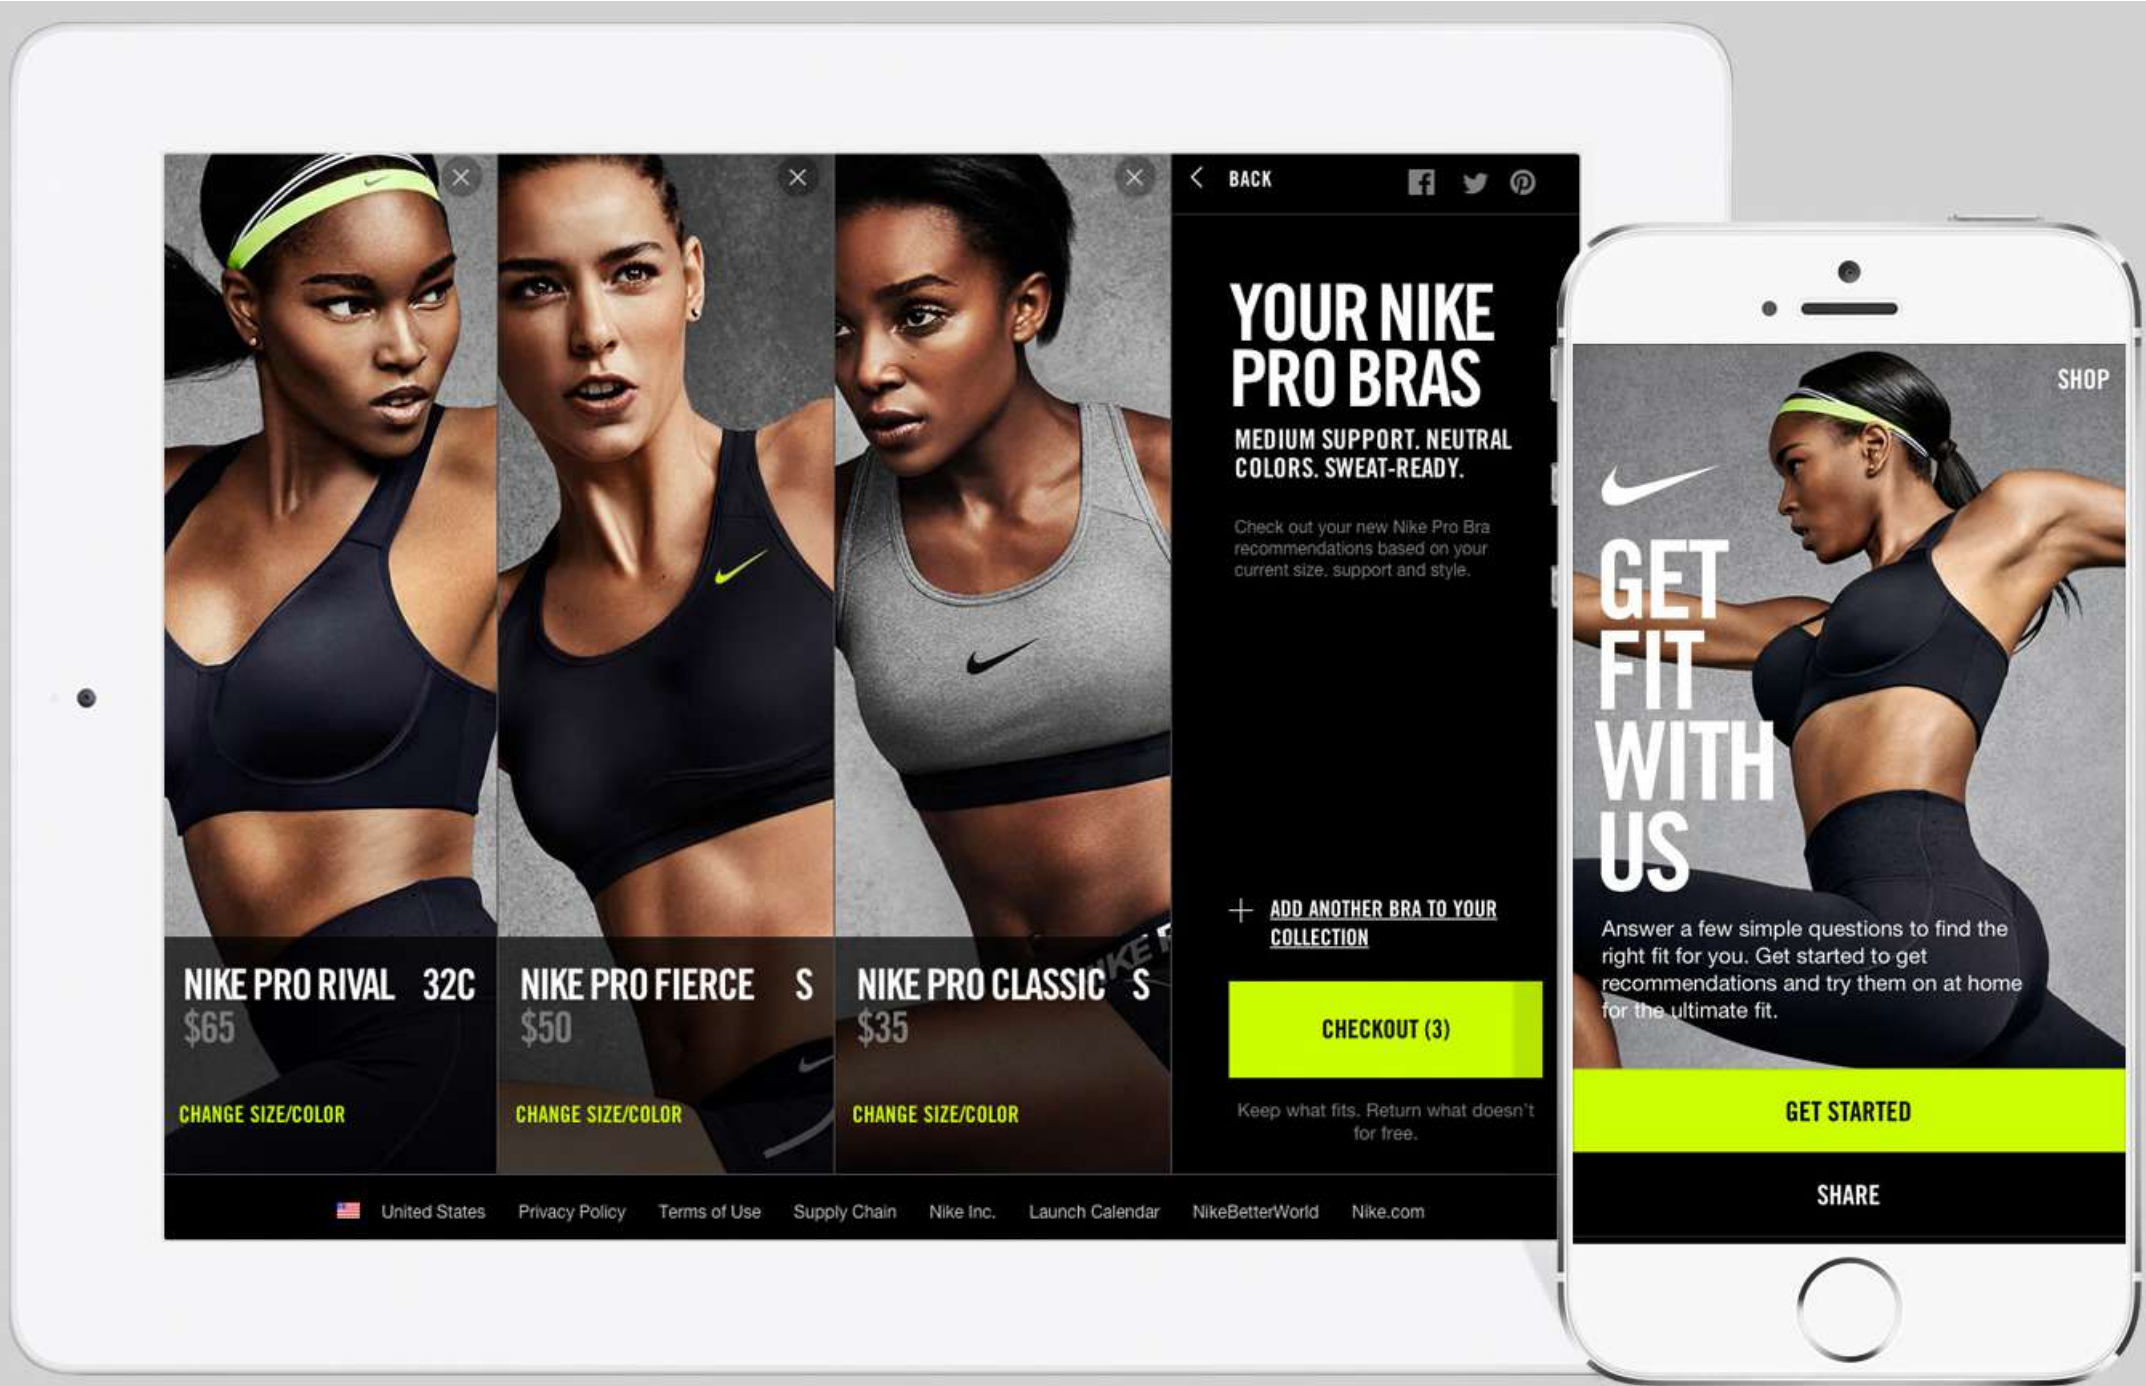 NIKE PRO RIVAL 32C
$65
CHANGE SIZE/COLOR
NIKE PRO FIERCE S
$50
CHANGE SIZE/COLOR
NIKE PRO CLASSIC S
$35
CHANGE SIZE/COLOR
BACK
YOUR NIKE
PRO BRAS
MEDIUM SUPPORT. NEUTRAL
COLORS. SWEAT-READY.
Check out your new Nike Pro Bra
recommendations based on your
current size, support and style.
ADD ANOTHER BRA TO YOUR
COLLECTION
CHECKOUT (3)
Keep what fits. Return what doesn't
for free.
United States Privacy Policy Terms of Use Supply Chain Nike Inc. Launch Calendar NikeBetterWorld Nike.com
SHOP
GET
FIT
WITH
US
Answer a few simple questions to find the
right fit for you. Get started to get
recommendations and try them on at home
for the ultimate fit.
GET STARTED
SHARE